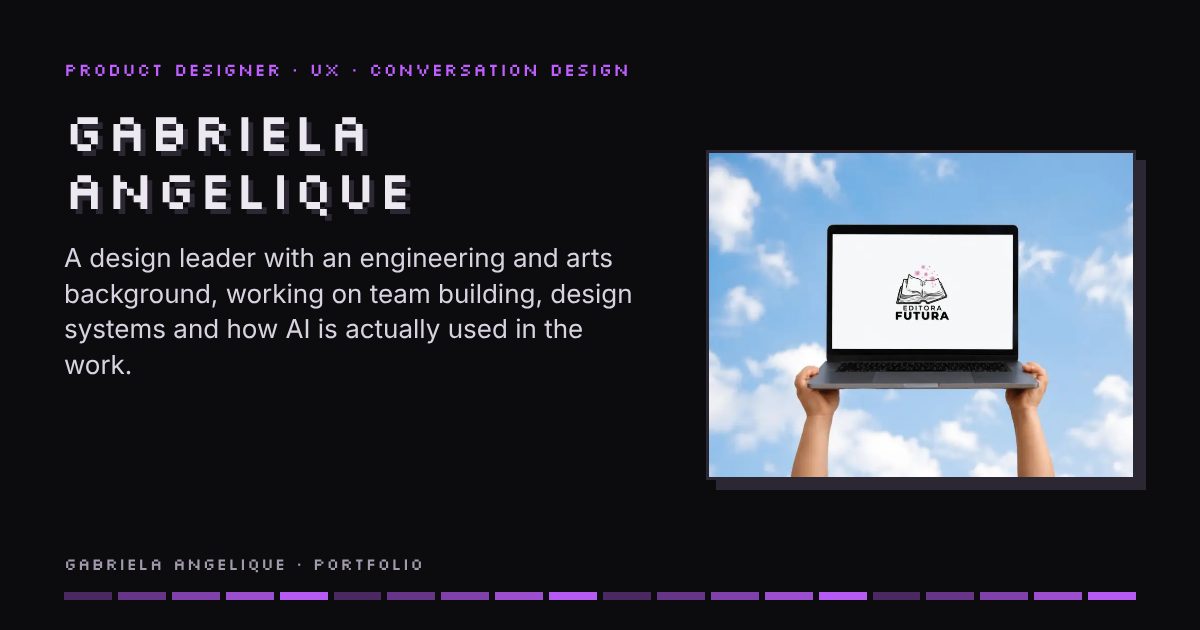 PRODUCT DESIGNER · UX · CONVERSATION DESIGN
GABRIELA
ANGELIQUE
A design leader with an engineering and arts
background, working on team building, design
systems and how AI is actually used in the
work.
EDITORA
FUTURA
GABRIELA ANGELIQUE · PORTFOLIO